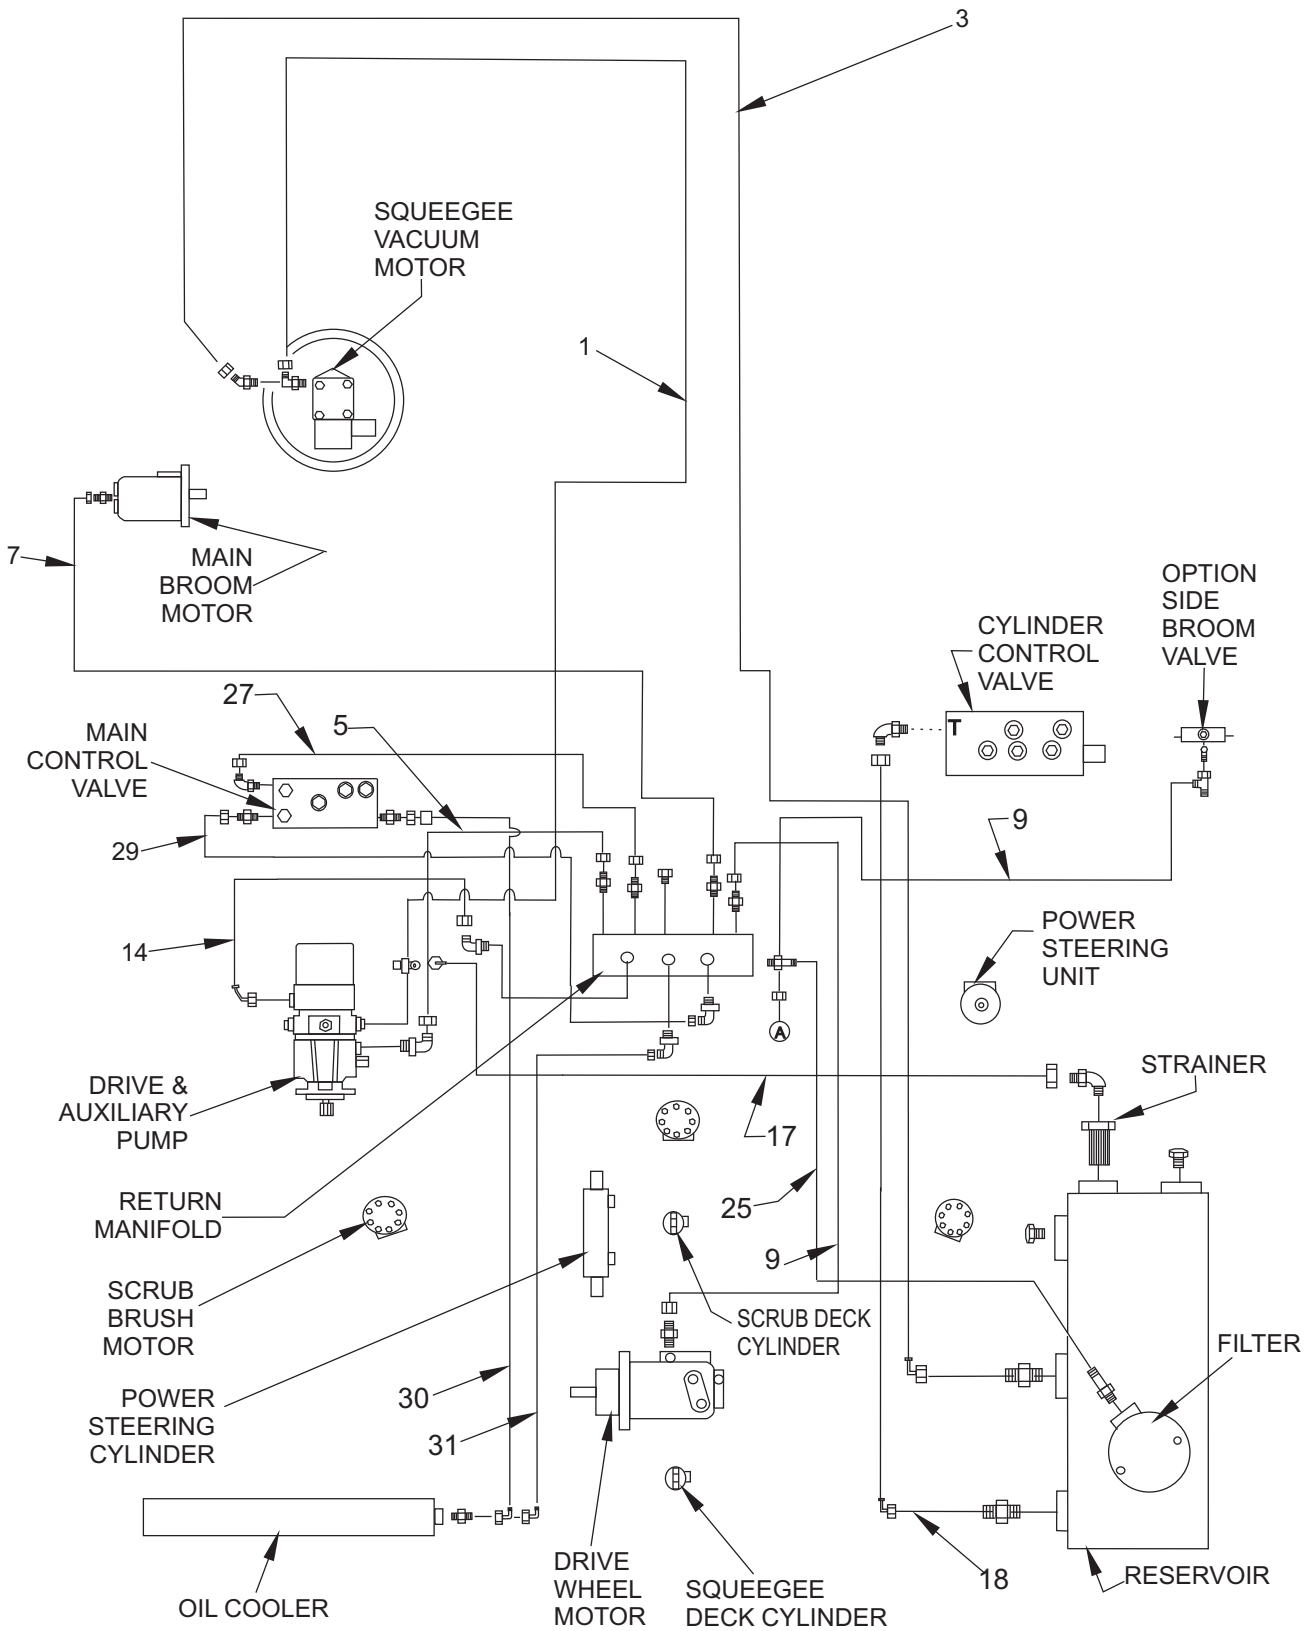 3
SQUEEGEE
VACUUM
MOTOR
1
7
MAIN
BROOM
MOTOR
OPTION
SIDE
BROOM
VALVE
CYLINDER
CONTROL
VALVE
27
5
MAIN
CONTROL
VALVE
T
29
9
14
POWER
STEERING
UNIT
A
STRAINER
DRIVE &
AUXILIARY
PUMP
17
RETURN
MANIFOLD
25
9
SCRUB
BRUSH
MOTOR
SCRUB DECK
CYLINDER
FILTER
POWER
STEERING
CYLINDER
30
31
DRIVE
WHEEL
MOTOR
SQUEEGEE
DECK CYLINDER
18
RESERVOIR
OIL COOLER